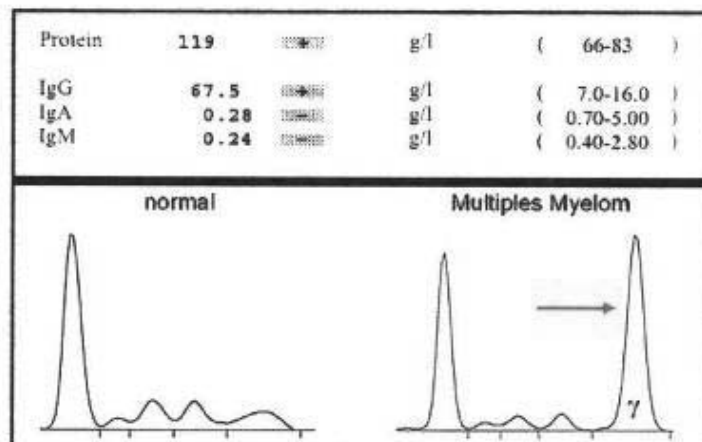 Protein 119 + g/l ( 66-83 )
IgG 67.5 + g/l ( 7.0-16.0 )
IgA 0.28 - g/l ( 0.70-5.00 )
IgM 0.24 - g/l ( 0.40-2.80 )
normal Multiples Myelom
γ